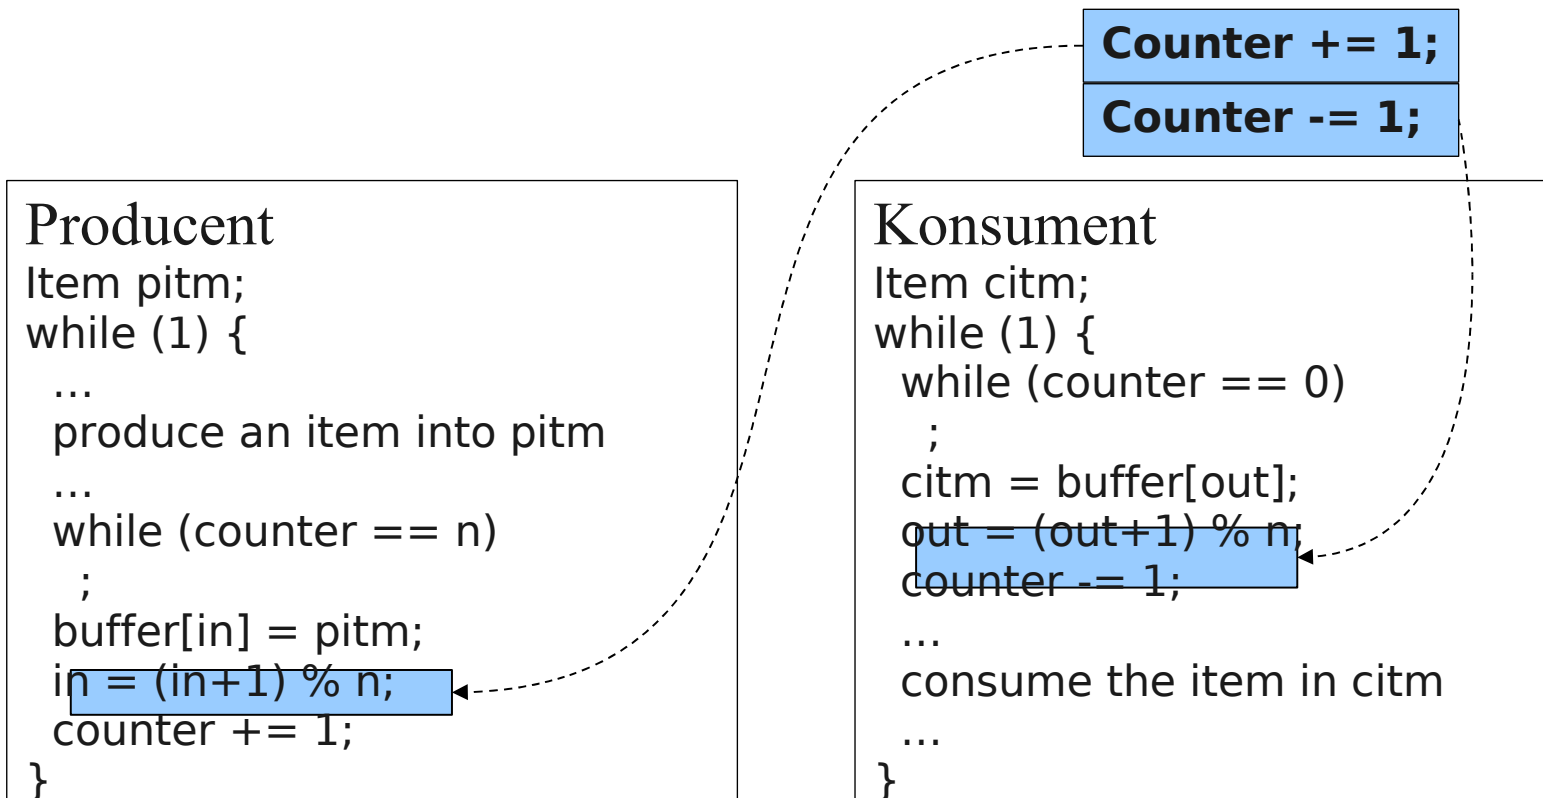 Counter += 1;
Counter -= 1;
Producent
Item pitm;
while (1) {
...
produce an item into pitm
...
while (counter == n)
;
buffer[in] = pitm;
in = (in+1) % n;
counter += 1;
}
Konsument
Item citm;
while (1) {
while (counter == 0)
;
citm = buffer[out];
out = (out+1) % n;
counter -= 1;
...
consume the item in citm
...
}